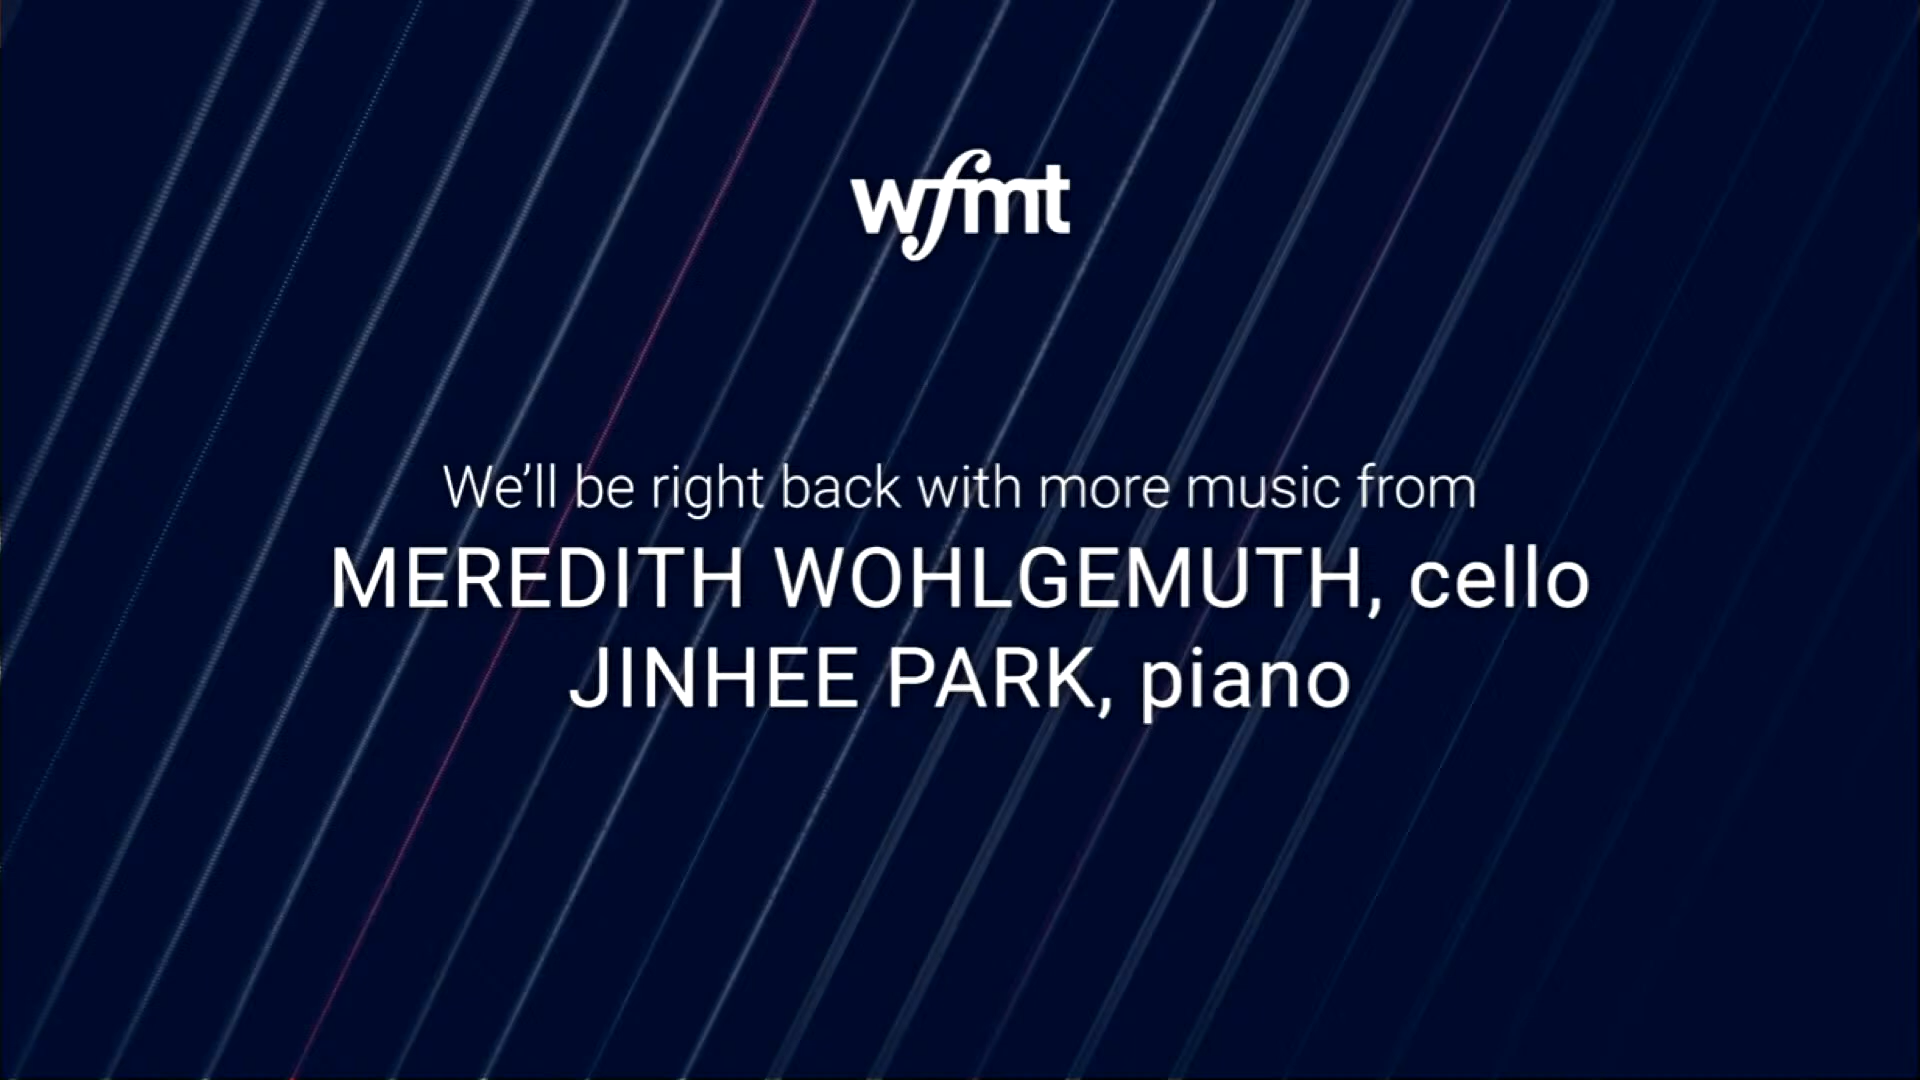 wfmt
We’ll be right back with more music from
MEREDITH WOHLGEMUTH, cello
JINHEE PARK, piano